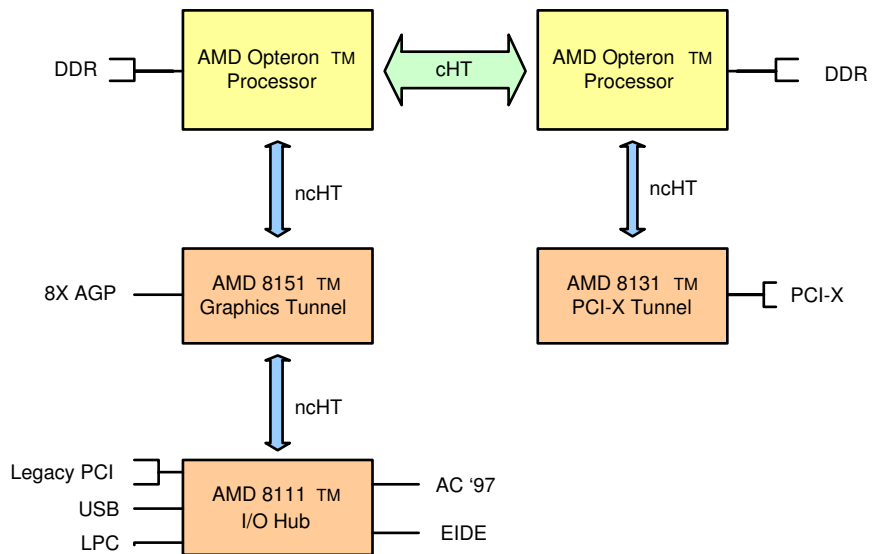 DDR
AMD Opteron TM
Processor
cHT
AMD Opteron TM
Processor
DDR
ncHT
ncHT
8X AGP
AMD 8151 TM
Graphics Tunnel
AMD 8131 TM
PCI-X Tunnel
PCI-X
ncHT
Legacy PCI
USB
LPC
AMD 8111 TM
I/O Hub
AC ‘97
EIDE